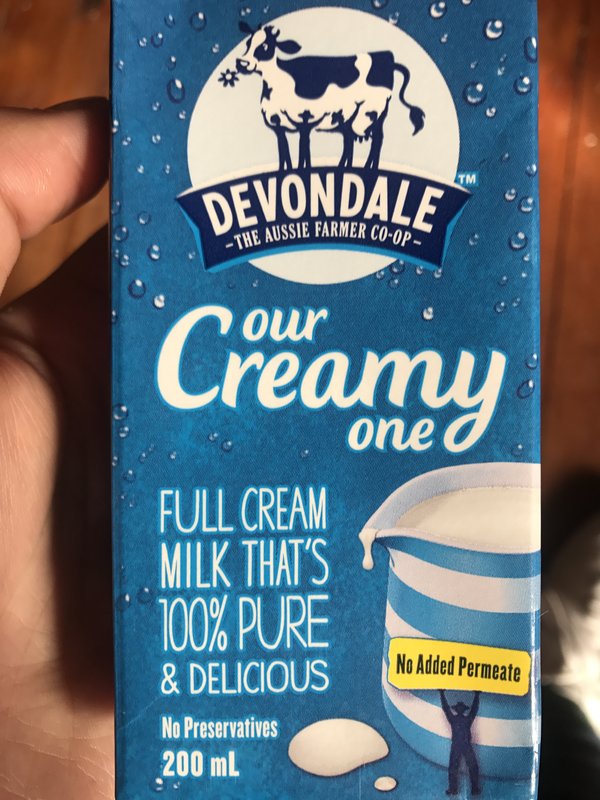 DEVONDALE TM
-THE AUSSIE FARMER CO-OP-
our
Creamy
one
FULL CREAM
MILK THAT'S
100% PURE
& DELICIOUS
No Added Permeate
No Preservatives
200 mL